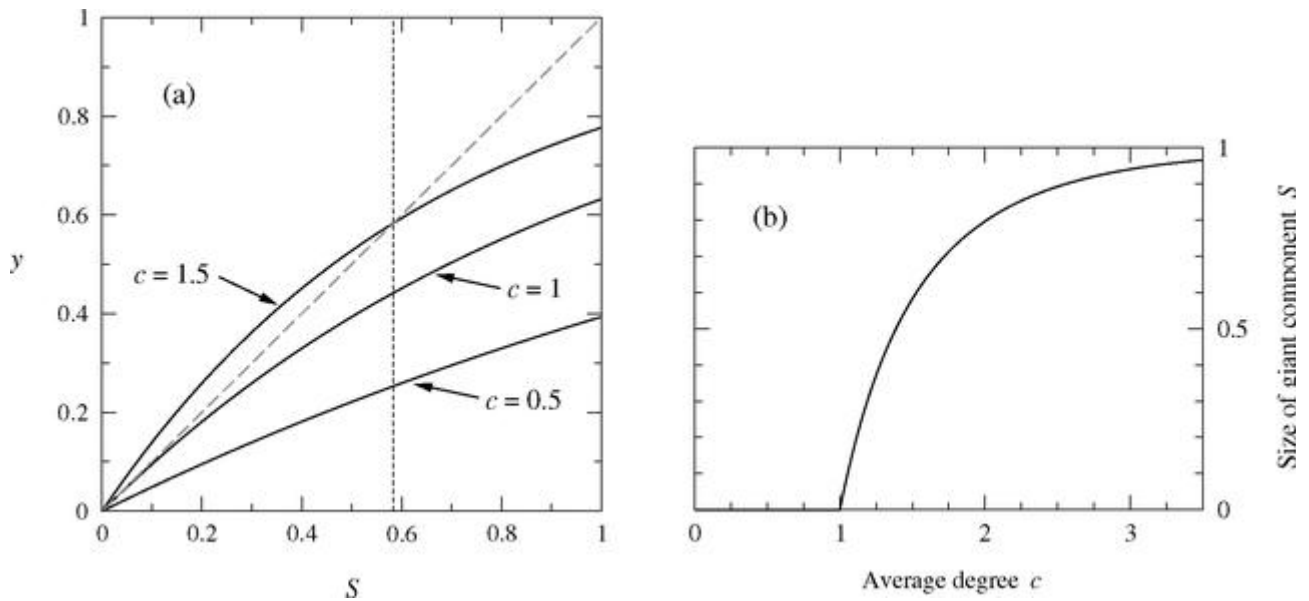 1
0.8
0.6
0.4
0.2
0
y
(a)
c = 1.5
c = 1
c = 0.5
0
0.2
0.4
0.6
0.8
1
S
(b)
1
0.5
0
Size of giant component S
0
1
2
3
Average degree c